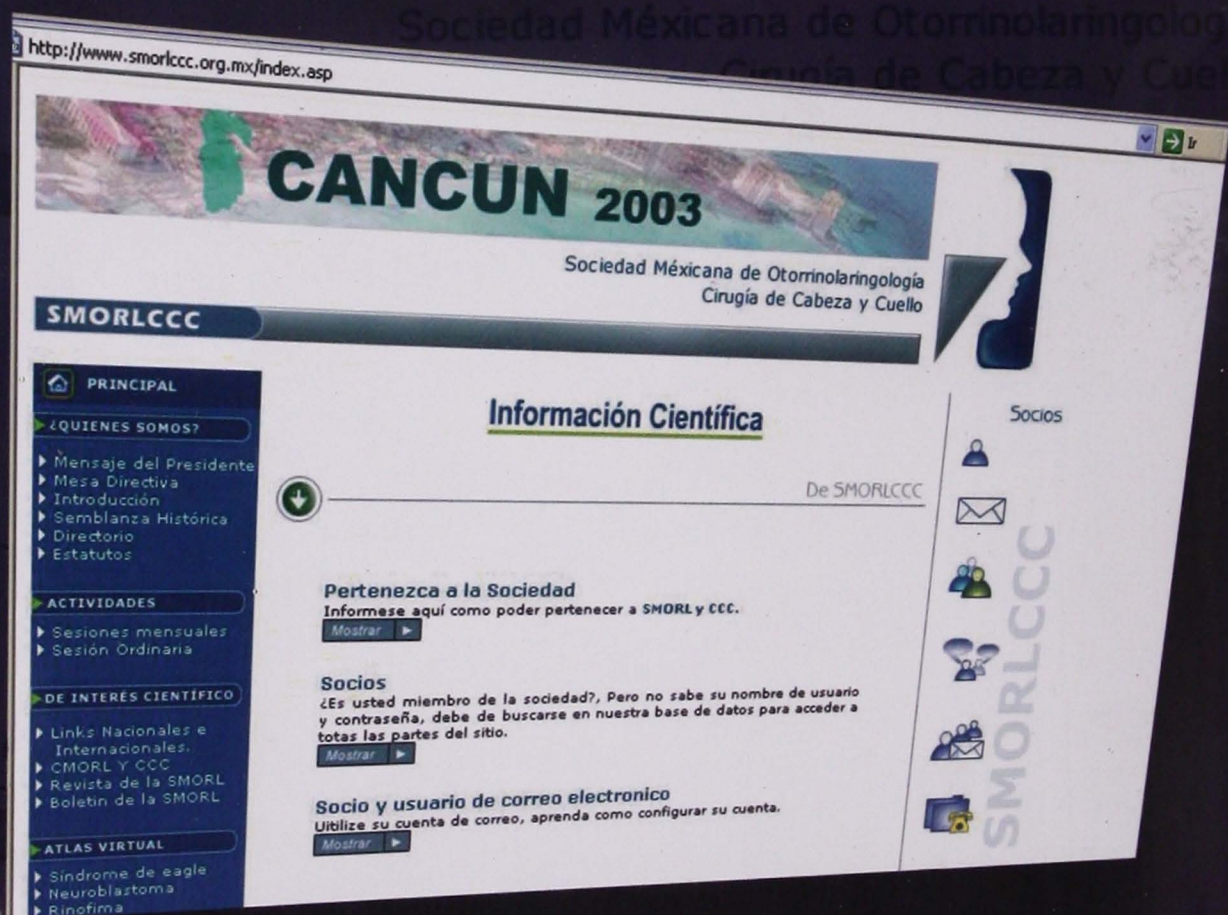 Sociedad Méxicana de Otorrinolaringolog
Cirugía de Cabeza y Cue
http://www.smorlccc.org.mx/index.asp
Ir
CANCUN 2003
Sociedad Méxicana de Otorrinolaringología
Cirugía de Cabeza y Cuello
SMORLCCC
PRINCIPAL
¿QUIENES SOMOS?
Mensaje del Presidente
Mesa Directiva
Introducción
Semblanza Histórica
Directorio
Estatutos
ACTIVIDADES
Sesiones mensuales
Sesión Ordinaria
DE INTERÉS CIENTÍFICO
Links Nacionales e
Internacionales.
CMORL Y CCC
Revista de la SMORL
Boletin de la SMORL
ATLAS VIRTUAL
Síndrome de eagle
Neuroblastoma
Rinofima
Información Científica
De SMORLCCC
Pertenezca a la Sociedad
Informese aquí como poder pertenecer a SMORL y CCC.
Mostrar
Socios
¿Es usted miembro de la sociedad?, Pero no sabe su nombre de usuario
y contraseña, debe de buscarse en nuestra base de datos para acceder a
totas las partes del sitio.
Mostrar
Socio y usuario de correo electronico
Uitilize su cuenta de correo, aprenda como configurar su cuenta.
Mostrar
Socios
SMORLCCC